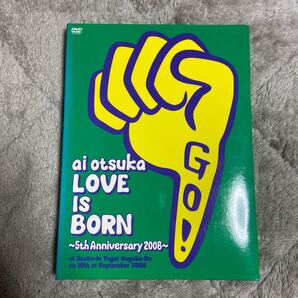 DVD
GO!
ai otsuka
LOVE
is
BORN
~5th Anniversary 2008~
at Osaka-jo Yagai Ongaku-Do
on 10th of September 2008